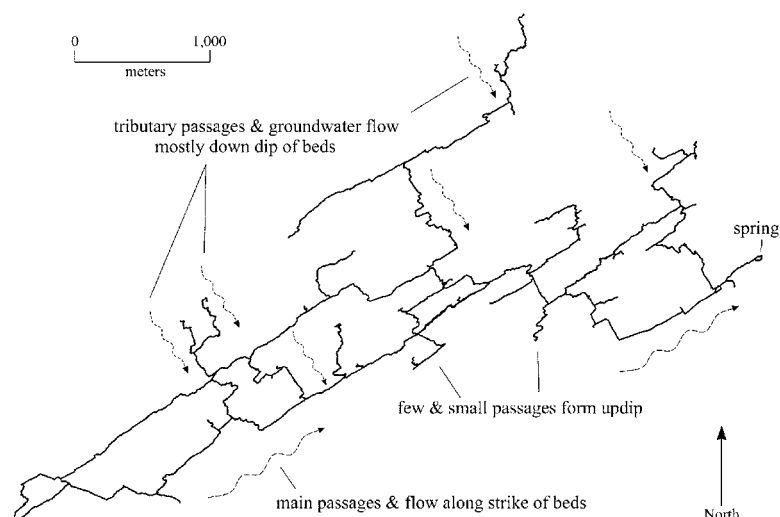 0 1,000
meters
tributary passages & groundwater flow
mostly down dip of beds
spring
few & small passages form updip
main passages & flow along strike of beds
North